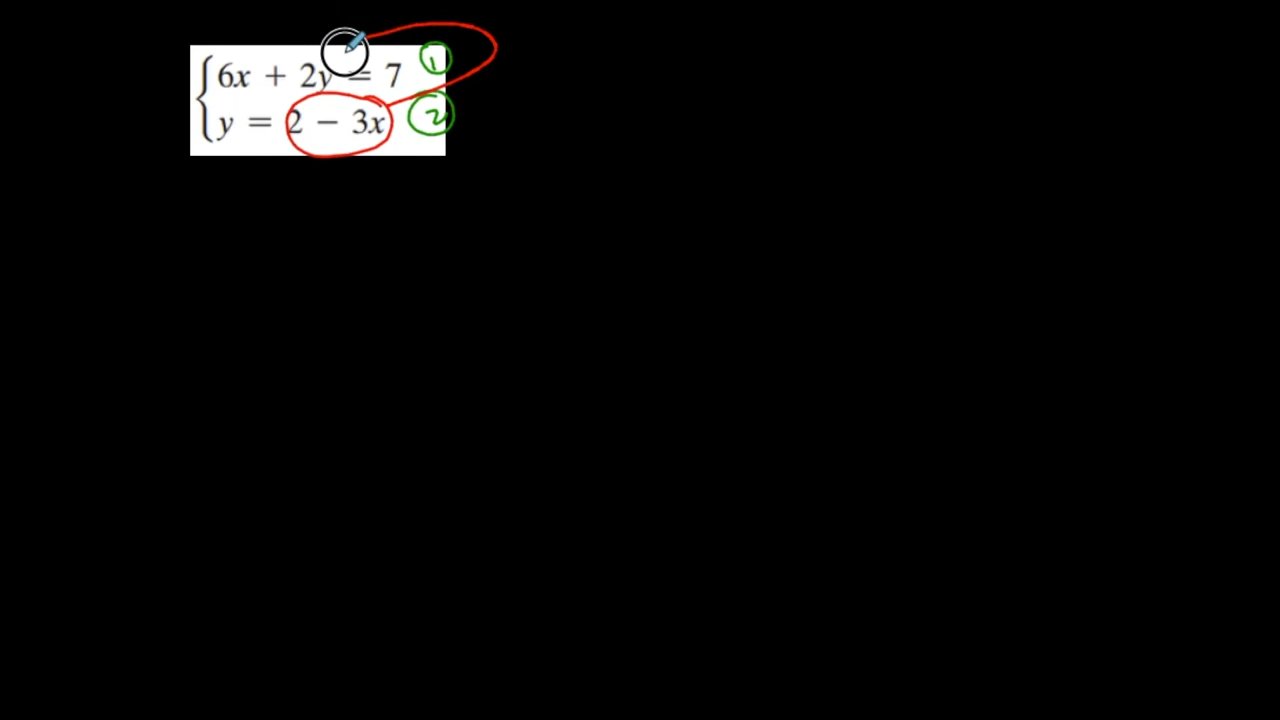 6x + 2y = 7 1
y = 2 − 3x 2